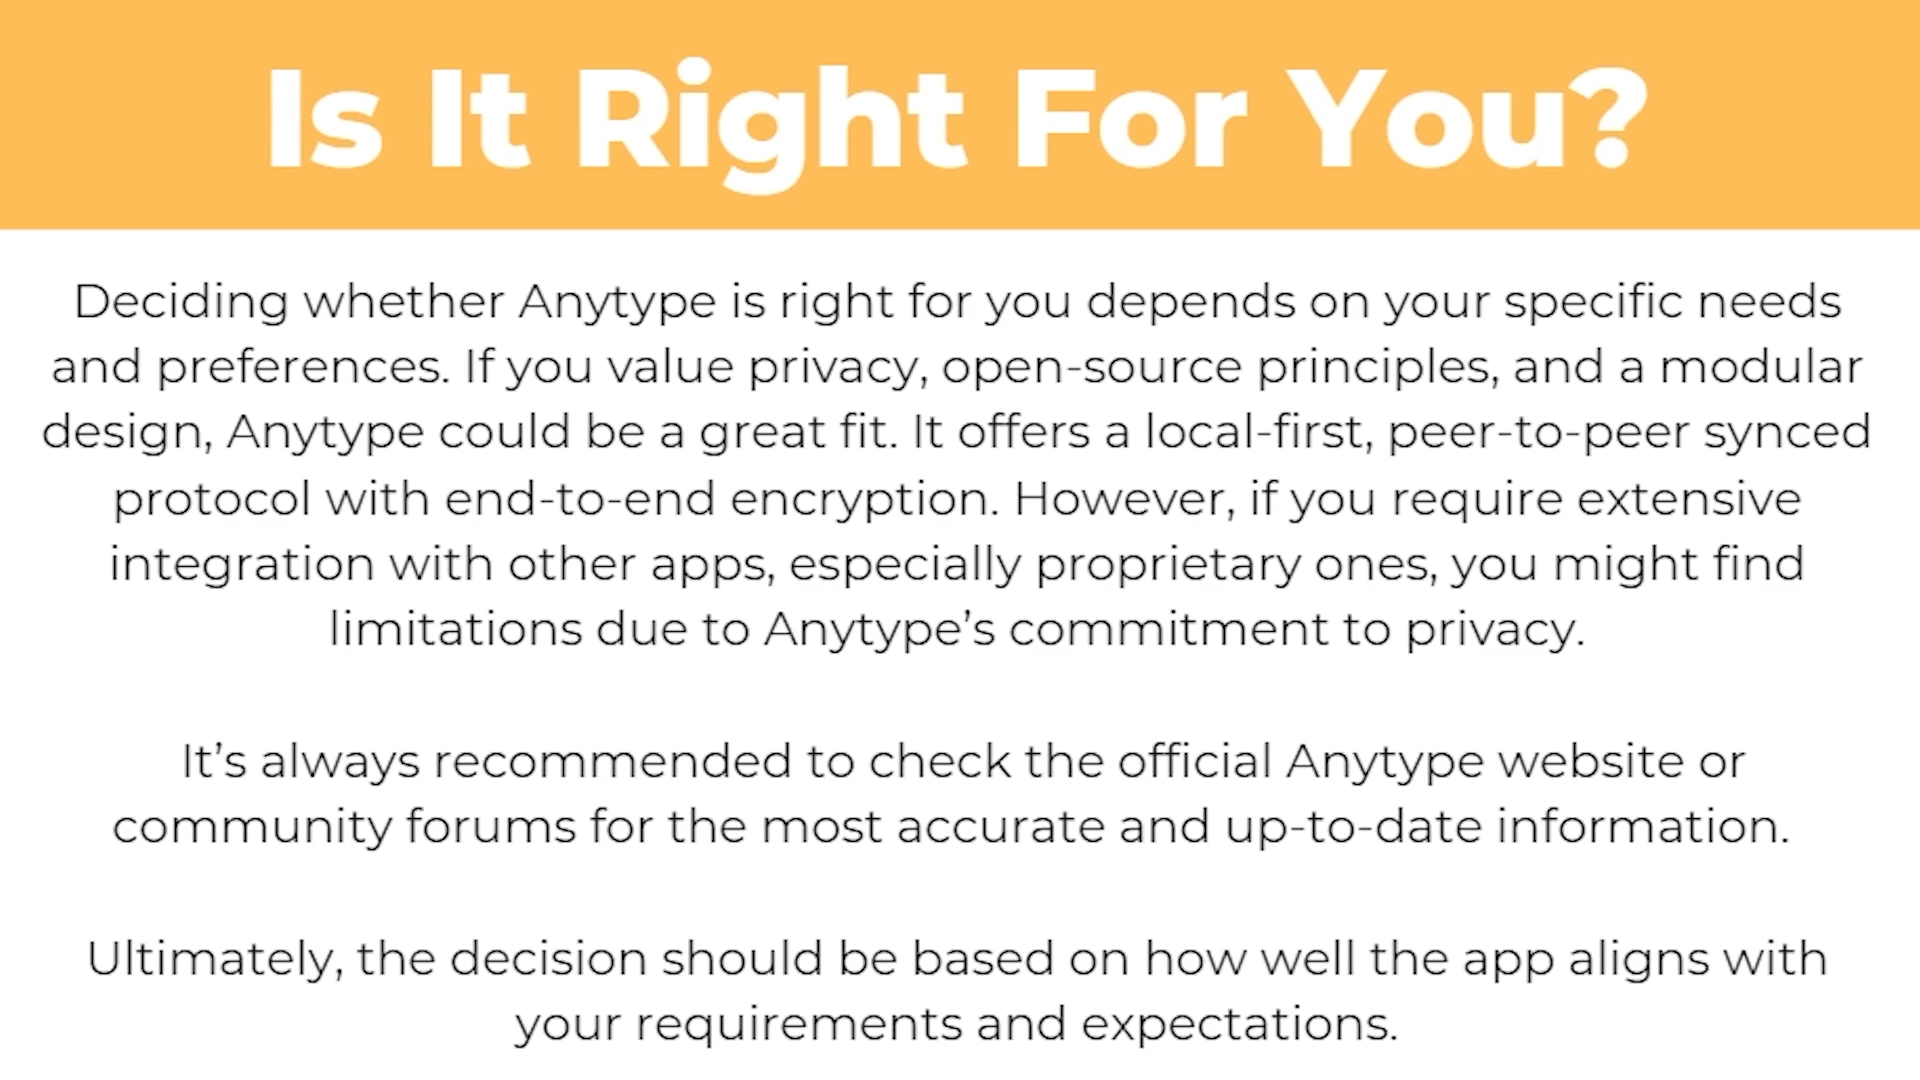 Is It Right For You?
Deciding whether Anytype is right for you depends on your specific needs
and preferences. If you value privacy, open-source principles, and a modular
design, Anytype could be a great fit. It offers a local-first, peer-to-peer synced
protocol with end-to-end encryption. However, if you require extensive
integration with other apps, especially proprietary ones, you might find
limitations due to Anytype’s commitment to privacy.
It’s always recommended to check the official Anytype website or
community forums for the most accurate and up-to-date information.
Ultimately, the decision should be based on how well the app aligns with
your requirements and expectations.